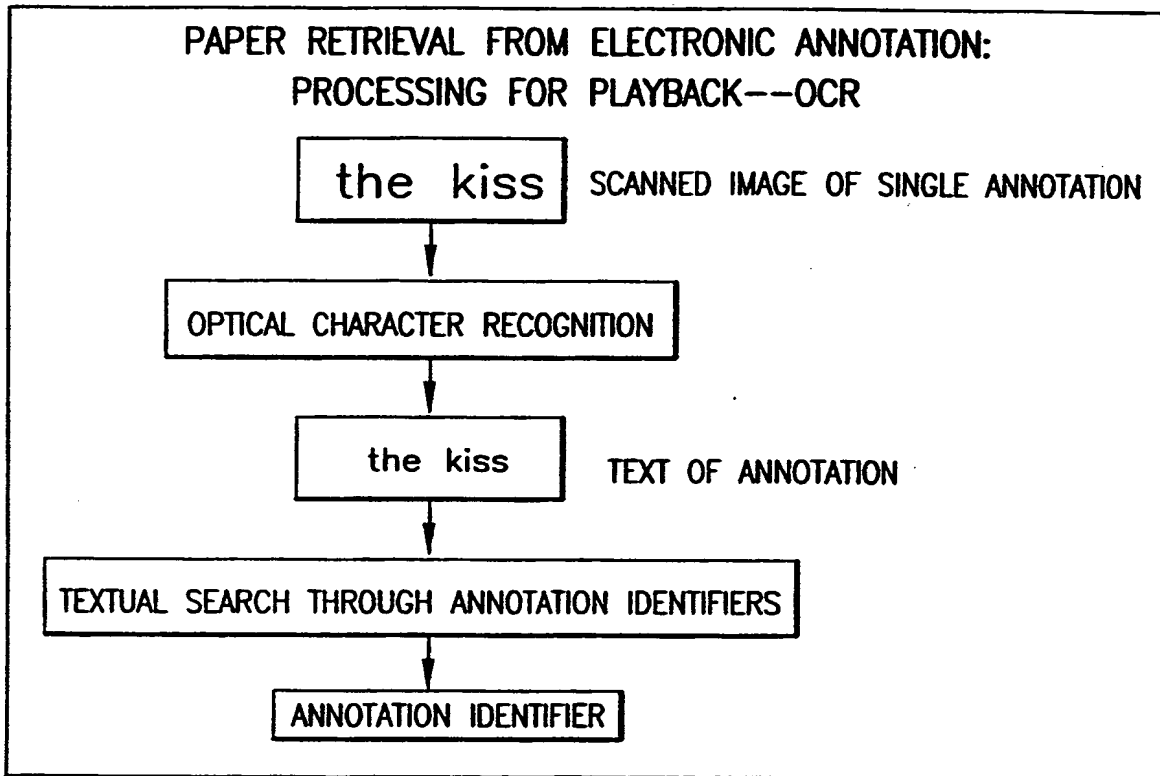 PAPER RETRIEVAL FROM ELECTRONIC ANNOTATION:
PROCESSING FOR PLAYBACK--OCR
the kiss
SCANNED IMAGE OF SINGLE ANNOTATION
OPTICAL CHARACTER RECOGNITION
the kiss
TEXT OF ANNOTATION
TEXTUAL SEARCH THROUGH ANNOTATION IDENTIFIERS
ANNOTATION IDENTIFIER